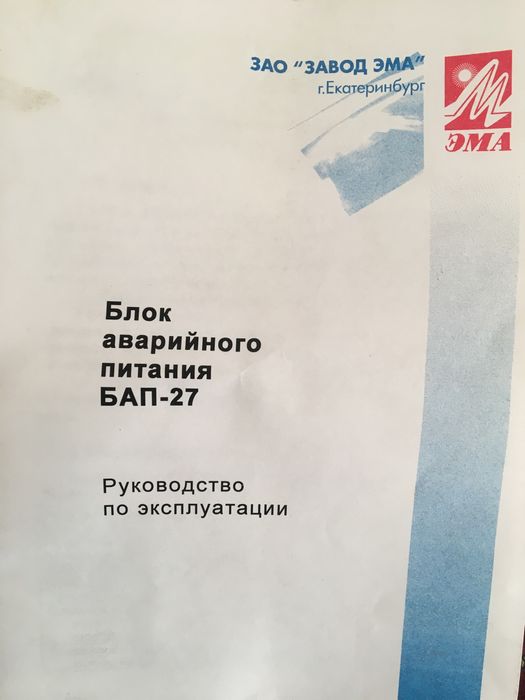 ЗАО "ЗАВОД ЭМА"
г.Екатеринбург
ЭМА
Блок
аварийного
питания
БАП-27
Руководство
по эксплуатации